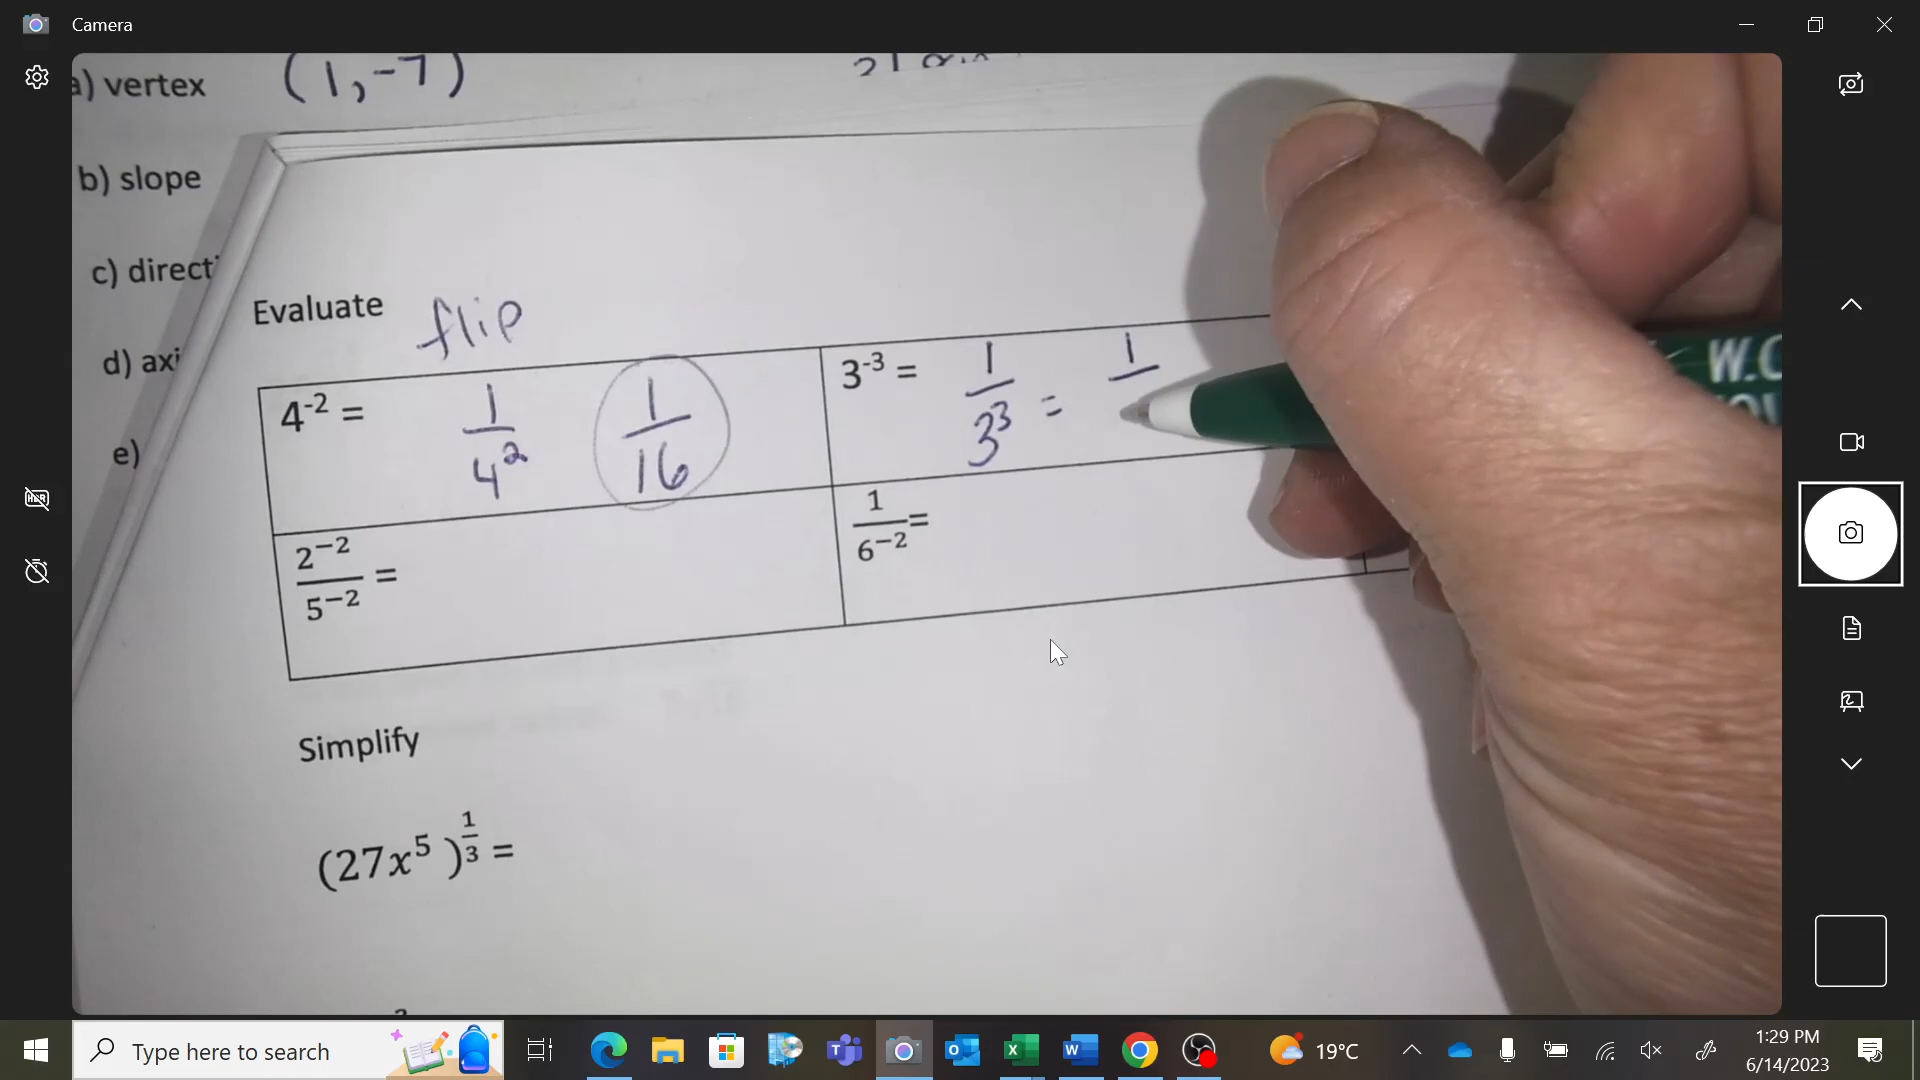 Camera
a) vertex (1,-7)
b) slope
c) directi
d) axi
e)
Evaluate flip
4^-2 = 1/4^2 1/16
3^-3 = 1/3^3 = 1
2^−2/5^−2 =
1/6^−2 =
Simplify
(27x^5 )^1/3 =
W.C
Type here to search
19°C
1:29 PM
6/14/2023